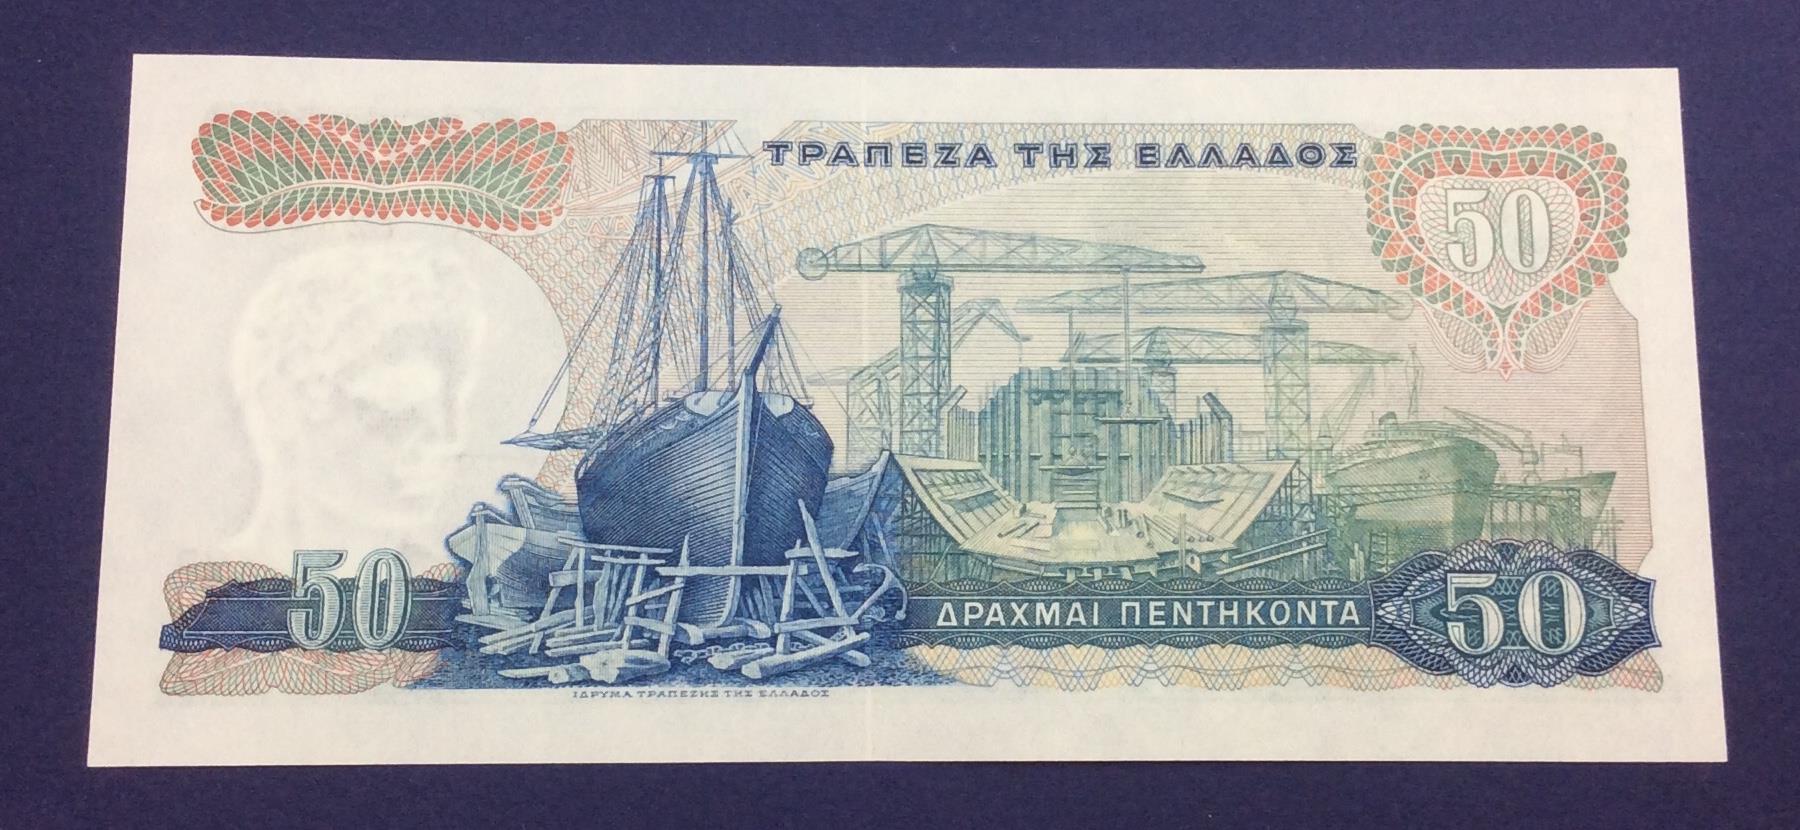 ΤΡΑΠΕΖΑ ΤΗΣ ΕΛΛΑΔΟΣ
50
50
ΔΡΑΧΜΑΙ ΠΕΝΤΗΚΟΝΤΑ
50
ΙΔΡΥΜΑ ΤΡΑΠΕΖΗΣ ΤΗΣ ΕΛΛΑΔΟΣ